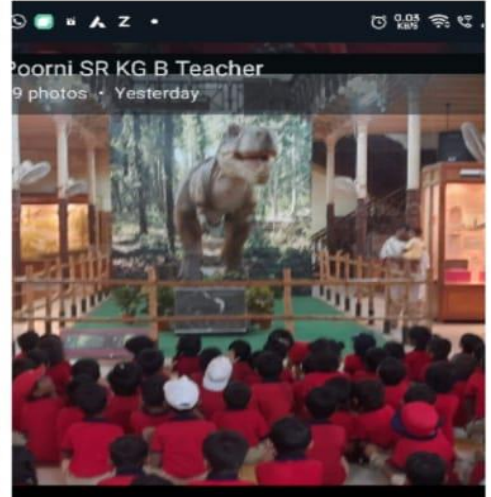 0.03
KB/S
Poorni SR KG B Teacher
9 photos · Yesterday